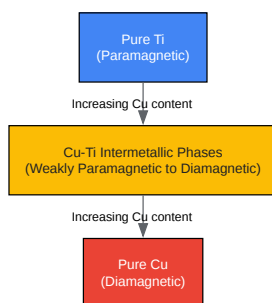 Pure Ti
(Paramagnetic)
Increasing Cu content
Cu-Ti Intermetallic Phases
(Weakly Paramagnetic to Diamagnetic)
Increasing Cu content
Pure Cu
(Diamagnetic)